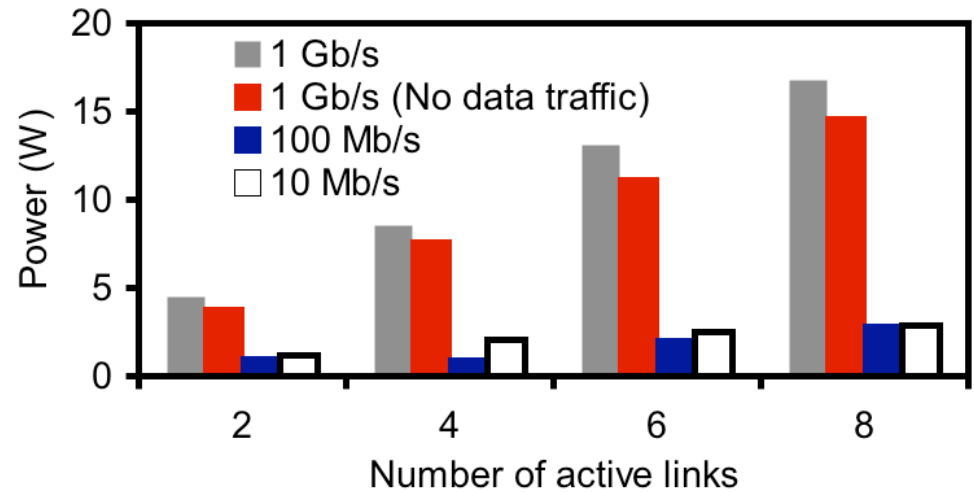 20
15
10
5
0
Power (W)
1 Gb/s
1 Gb/s (No data traffic)
100 Mb/s
10 Mb/s
2 4 6 8
Number of active links